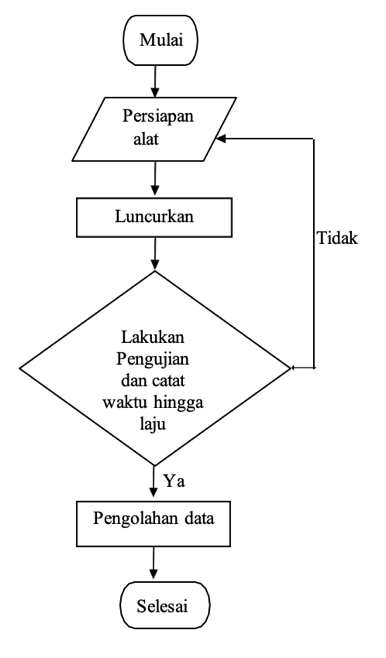 Mulai
Persiapan
alat
Luncurkan
Tidak
Lakukan
Pengujian
dan catat
waktu hingga
laju
Ya
Pengolahan data
Selesai